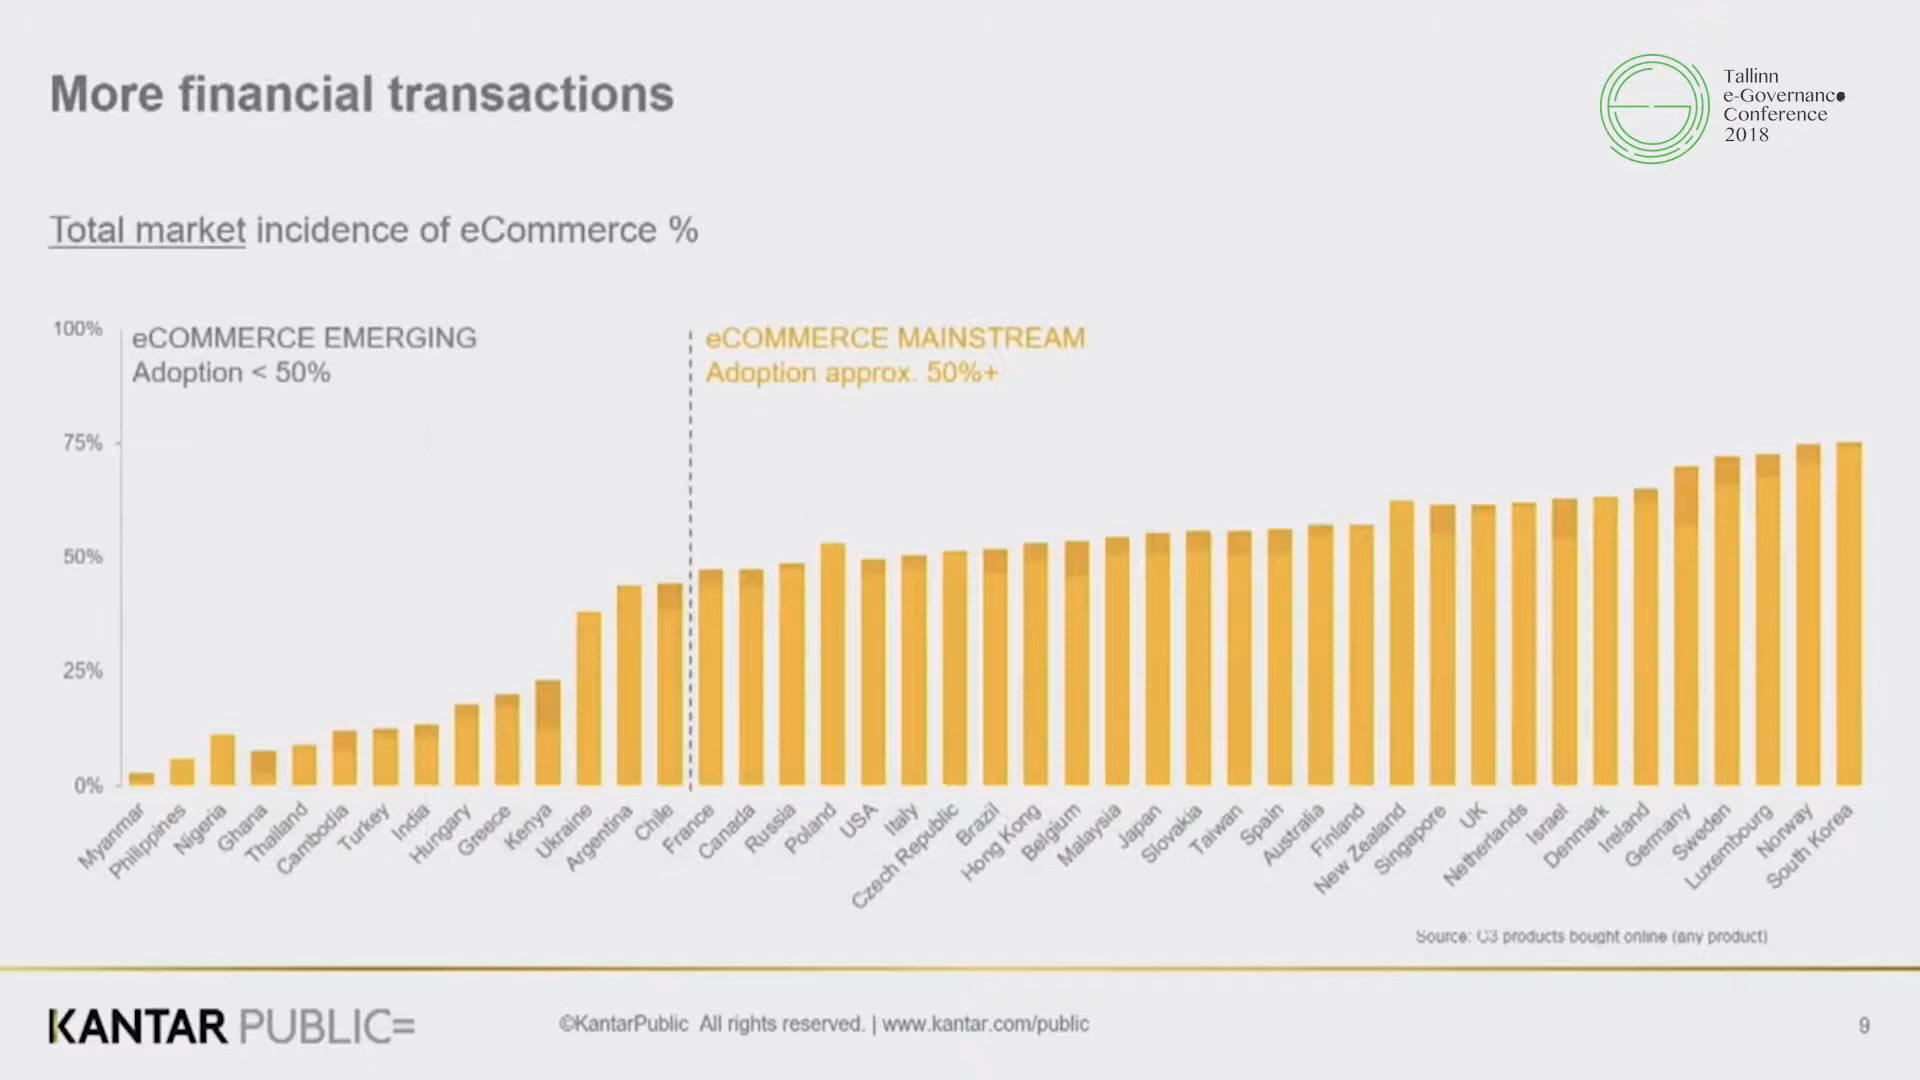 More financial transactions
Tallinn
e-Governance
Conference
2018
Total market incidence of eCommerce %
100%
75%
50%
25%
0%
eCOMMERCE EMERGING
Adoption < 50%
eCOMMERCE MAINSTREAM
Adoption approx. 50%+
Myanmar
Philippines
Nigeria
Ghana
Thailand
Cambodia
Turkey
India
Hungary
Greece
Kenya
Ukraine
Argentina
Chile
France
Canada
Russia
Poland
USA
Italy
Czech Republic
Brazil
Hong Kong
Belgium
Malaysia
Japan
Slovakia
Taiwan
Spain
Australia
Finland
New Zealand
Singapore
UK
Netherlands
Israel
Denmark
Ireland
Germany
Sweden
Luxembourg
Norway
South Korea
Source: C3 products bought online (any product)
KANTAR PUBLIC=
©KantarPublic All rights reserved. | www.kantar.com/public
9